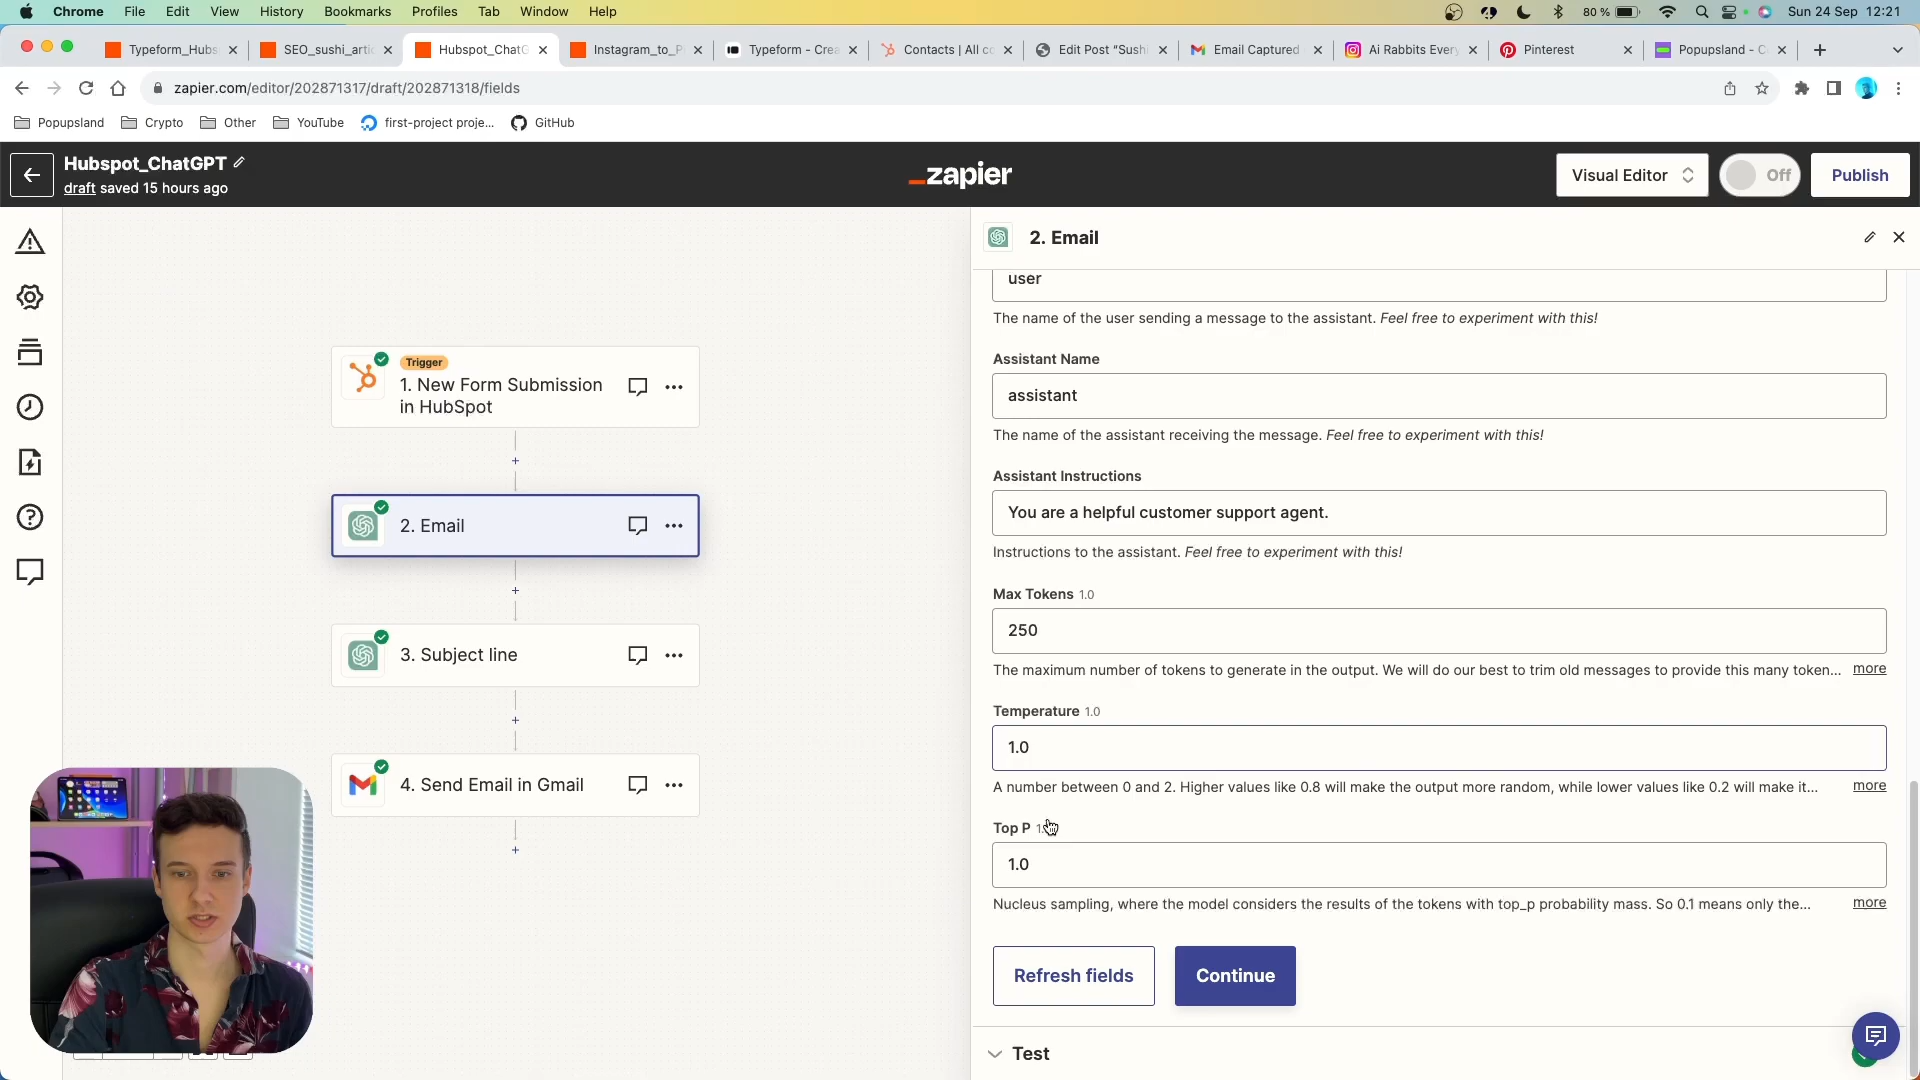 Chrome File Edit View History Bookmarks Profiles Tab Window Help 80 % Sun 24 Sep 12:21
Typeform_Hubs SEO_sushi_artic Hubspot_ChatG Instagram_to_P Typeform - Crea Contacts | All co Edit Post "Sushi Email Captured Ai Rabbits Every Pinterest Popupsland - C
zapier.com/editor/202871317/draft/202871318/fields
Popupsland Crypto Other YouTube first-project proje... GitHub
Hubspot_ChatGPT
draft saved 15 hours ago
_zapier
Visual Editor Off Publish
Trigger
1. New Form Submission
in HubSpot
2. Email
3. Subject line
4. Send Email in Gmail
2. Email
user
The name of the user sending a message to the assistant. Feel free to experiment with this!
Assistant Name
assistant
The name of the assistant receiving the message. Feel free to experiment with this!
Assistant Instructions
You are a helpful customer support agent.
Instructions to the assistant. Feel free to experiment with this!
Max Tokens 1.0
250
The maximum number of tokens to generate in the output. We will do our best to trim old messages to provide this many token... more
Temperature 1.0
1.0
A number between 0 and 2. Higher values like 0.8 will make the output more random, while lower values like 0.2 will make it... more
Top P
1.0
Nucleus sampling, where the model considers the results of the tokens with top_p probability mass. So 0.1 means only the... more
Refresh fields Continue
Test